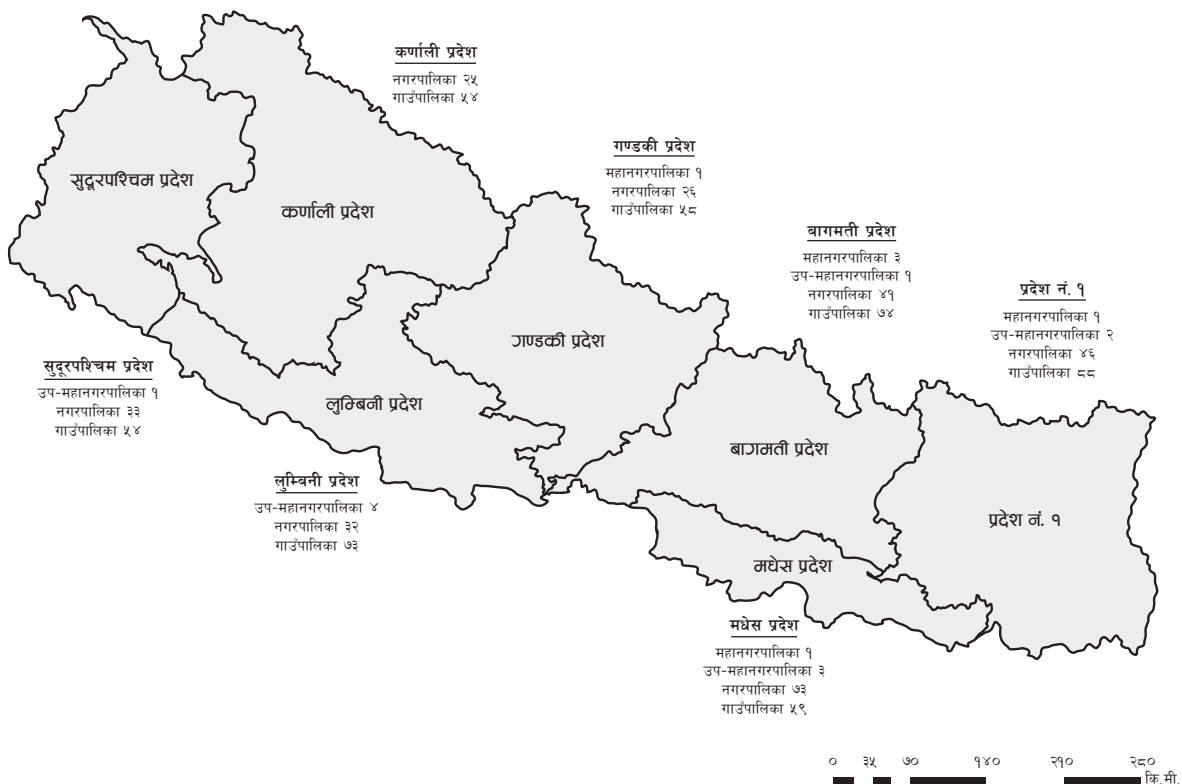 कर्णाली प्रदेश
नगरपालिका २५
गाउँपालिका ५४
गण्डकी प्रदेश
महानगरपालिका १
नगरपालिका २६
गाउँपालिका ५८
बागमती प्रदेश
महानगरपालिका ३
उप-महानगरपालिका १
नगरपालिका ४१
गाउँपालिका ७४
प्रदेश नं. १
महानगरपालिका १
उप-महानगरपालिका २
नगरपालिका ४६
गाउँपालिका ८८
सुदूरपश्चिम प्रदेश
कर्णाली प्रदेश
गण्डकी प्रदेश
लुम्बिनी प्रदेश
बागमती प्रदेश
प्रदेश नं. १
मधेस प्रदेश
सुदूरपश्चिम प्रदेश
उप-महानगरपालिका १
नगरपालिका ३३
गाउँपालिका ५४
लुम्बिनी प्रदेश
उप-महानगरपालिका ४
नगरपालिका ३२
गाउँपालिका ७३
मधेस प्रदेश
महानगरपालिका १
उप-महानगरपालिका ३
नगरपालिका ७३
गाउँपालिका ५९
० ३५ ७० १४० २१० २८०
कि.मी.